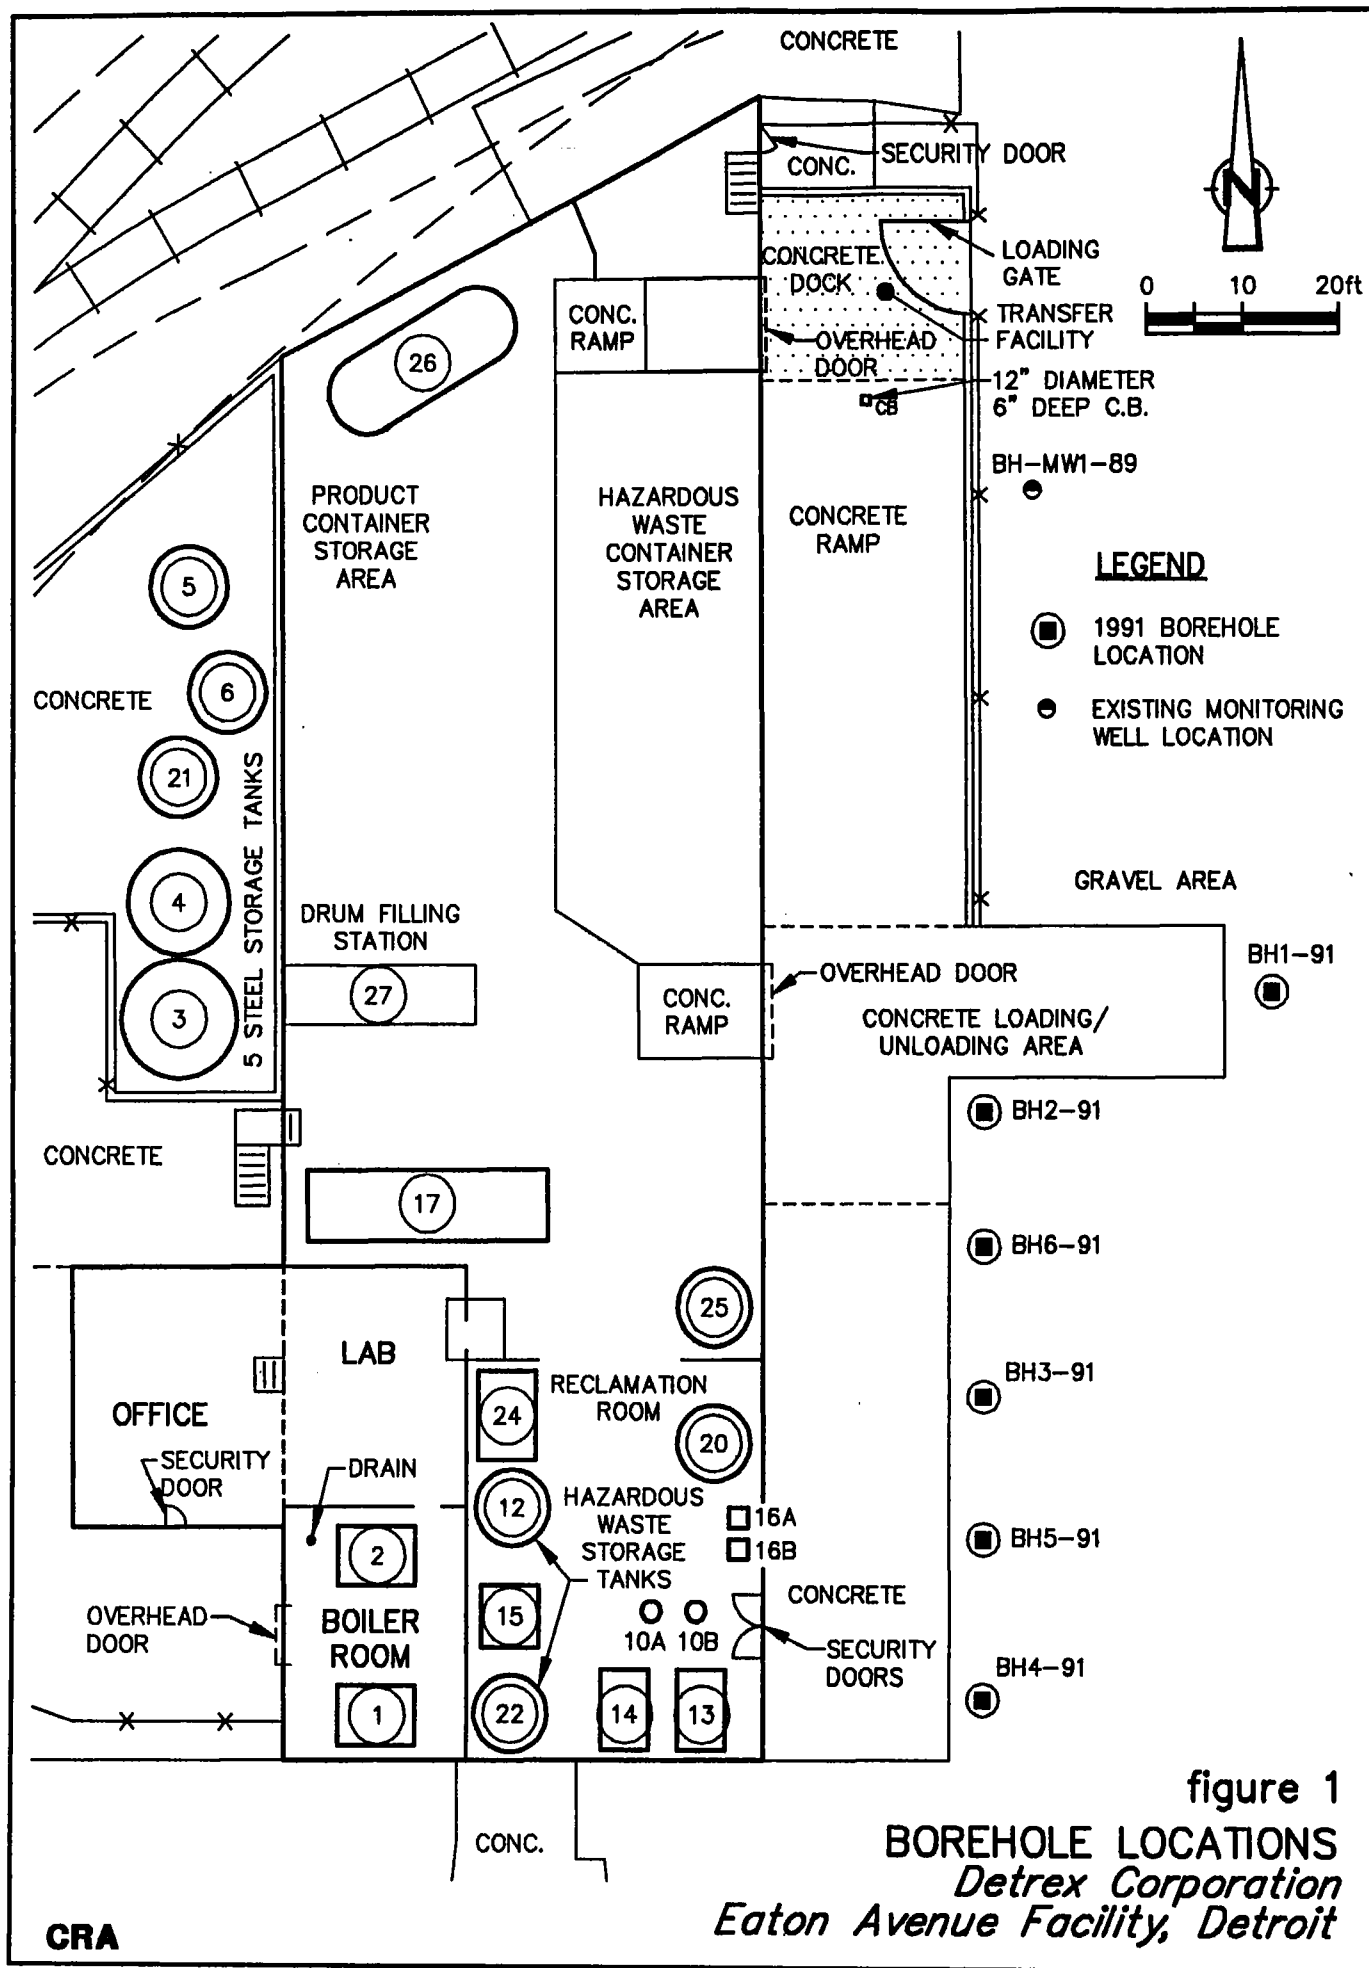 CONCRETE
SECURITY DOOR
CONC.
N
CONCRETE
DOCK
LOADING
GATE
0 10 20ft
CONC.
RAMP
TRANSFER
FACILITY
OVERHEAD
DOOR
26
12" DIAMETER
6" DEEP C.B.
CB
BH-MW1-89
PRODUCT
CONTAINER
STORAGE
AREA
HAZARDOUS
WASTE
CONTAINER
STORAGE
AREA
CONCRETE
RAMP
LEGEND
1991 BOREHOLE
LOCATION
EXISTING MONITORING
WELL LOCATION
5
6
CONCRETE
21
4
3
5 STEEL STORAGE TANKS
GRAVEL AREA
DRUM FILLING
STATION
27
CONC.
RAMP
OVERHEAD DOOR
CONCRETE LOADING/
UNLOADING AREA
BH1-91
BH2-91
CONCRETE
17
BH6-91
25
LAB
BH3-91
RECLAMATION
ROOM
24
OFFICE
20
SECURITY
DOOR
DRAIN
12
HAZARDOUS
WASTE
STORAGE
TANKS
16A
16B
BH5-91
2
CONCRETE
15
OVERHEAD
DOOR
BOILER
ROOM
10A 10B
SECURITY
DOORS
BH4-91
1
22
14
13
CONC.
figure 1
BOREHOLE LOCATIONS
Detrex Corporation
Eaton Avenue Facility, Detroit
CRA